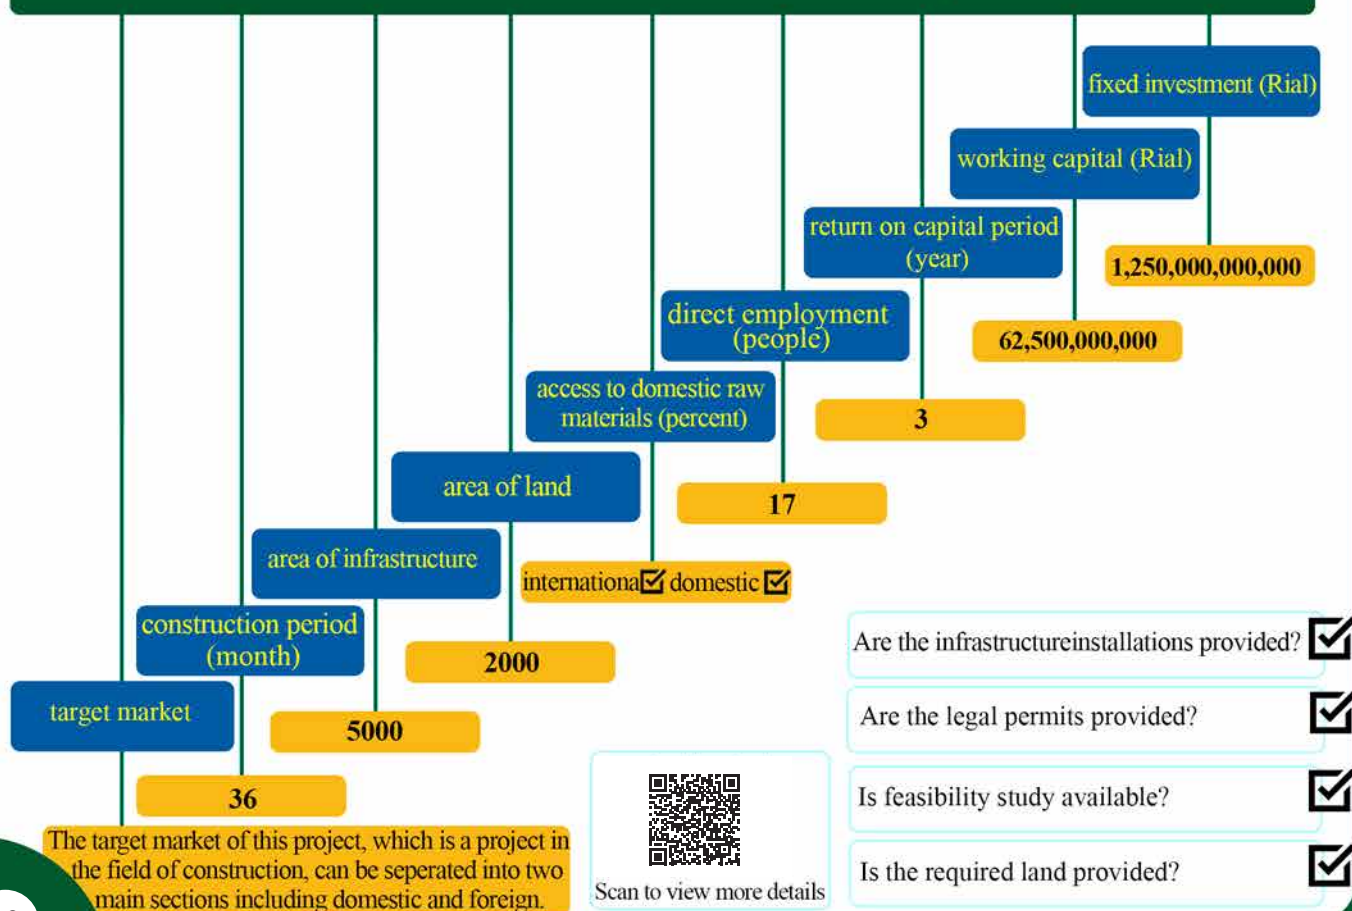 fixed investment (Rial)
1,250,000,000,000
working capital (Rial)
62,500,000,000
return on capital period
(year)
3
direct employment
(people)
17
access to domestic raw
materials (percent)
internationa☑ domestic ☑
area of land
2000
area of infrastructure
5000
construction period
(month)
36
target market
The target market of this project, which is a project in
the field of construction, can be seperated into two
main sections including domestic and foreign.
Scan to view more details
Are the infrastructureinstallations provided? ☑
Are the legal permits provided? ☑
Is feasibility study available? ☑
Is the required land provided? ☑